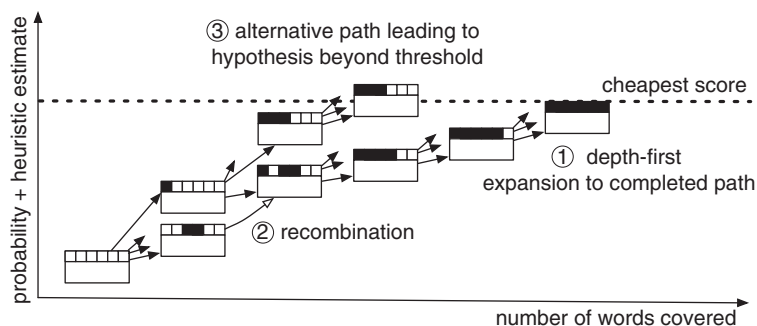 ③ alternative path leading to
hypothesis beyond threshold
cheapest score
① depth-first
expansion to completed path
② recombination
probability + heuristic estimate
number of words covered